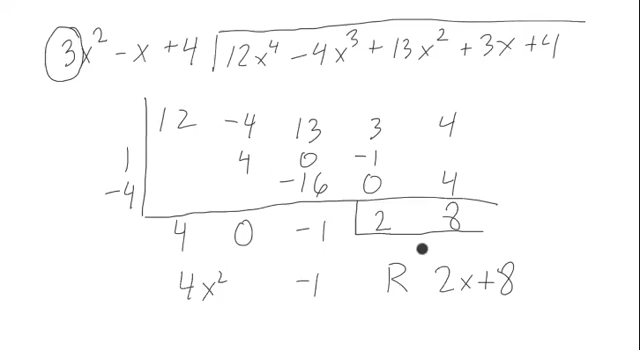 3x² - x + 4 | 12x⁴ - 4x³ + 13x² + 3x + 4
12 -4 13 3 4
1 4 0 -1
-4 -16 0 4
4 0 -1 2 8
4x² -1 R 2x+8